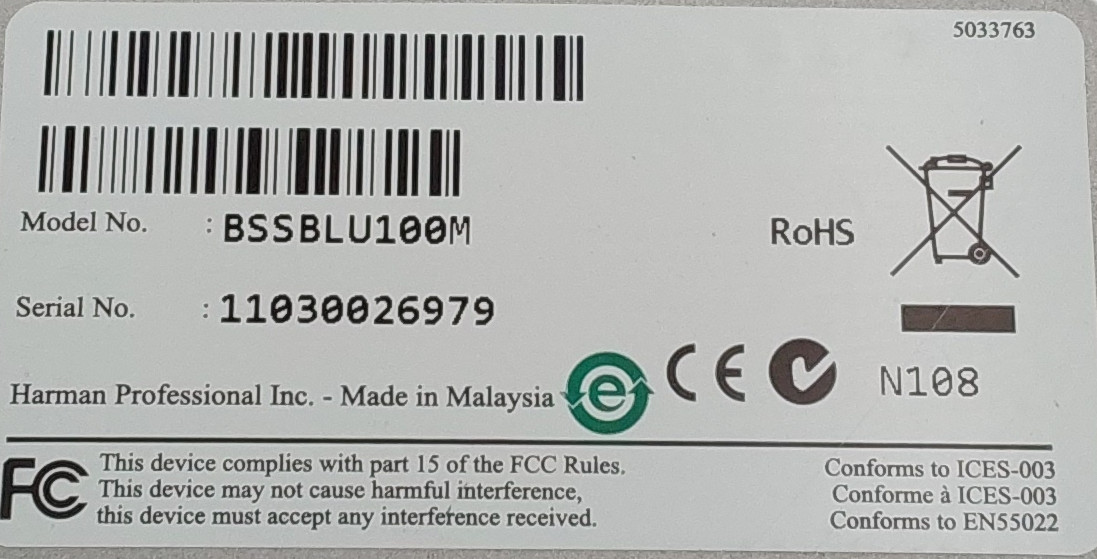 5033763
Model No. : BSSBLU100M
RoHS
Serial No. : 11030026979
Harman Professional Inc. - Made in Malaysia e CE N108
FC This device complies with part 15 of the FCC Rules.
This device may not cause harmful interference,
this device must accept any interference received.
Conforms to ICES-003
Conforme à ICES-003
Conforms to EN55022